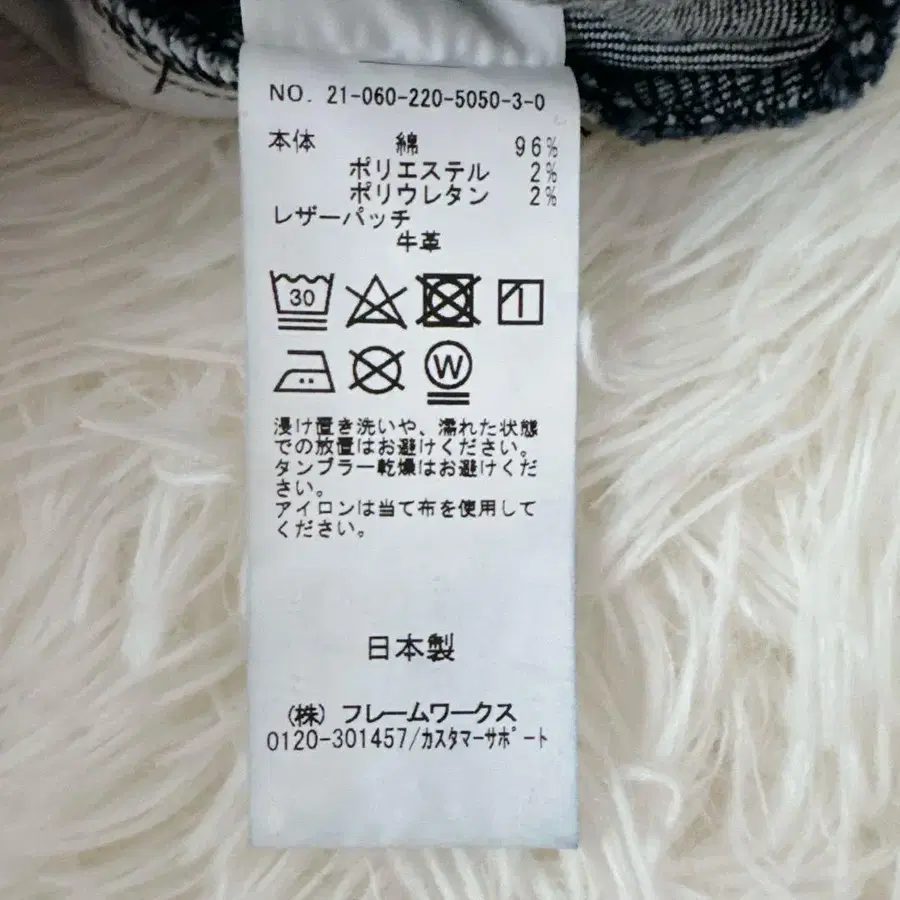 NO. 21-060-220-5050-3-0
本体 綿 96%
ポリエステル 2%
ポリウレタン 2%
レザーパッチ
牛革
30
W
浸け置き洗いや、濡れた状態
での放置はお避けください。
タンブラー乾燥はお避けくだ
さい。
アイロンは当て布を使用して
ください。
日本製
(株) フレームワークス
0120-301457/ｶｽﾀﾏｰｻﾎﾟｰﾄ